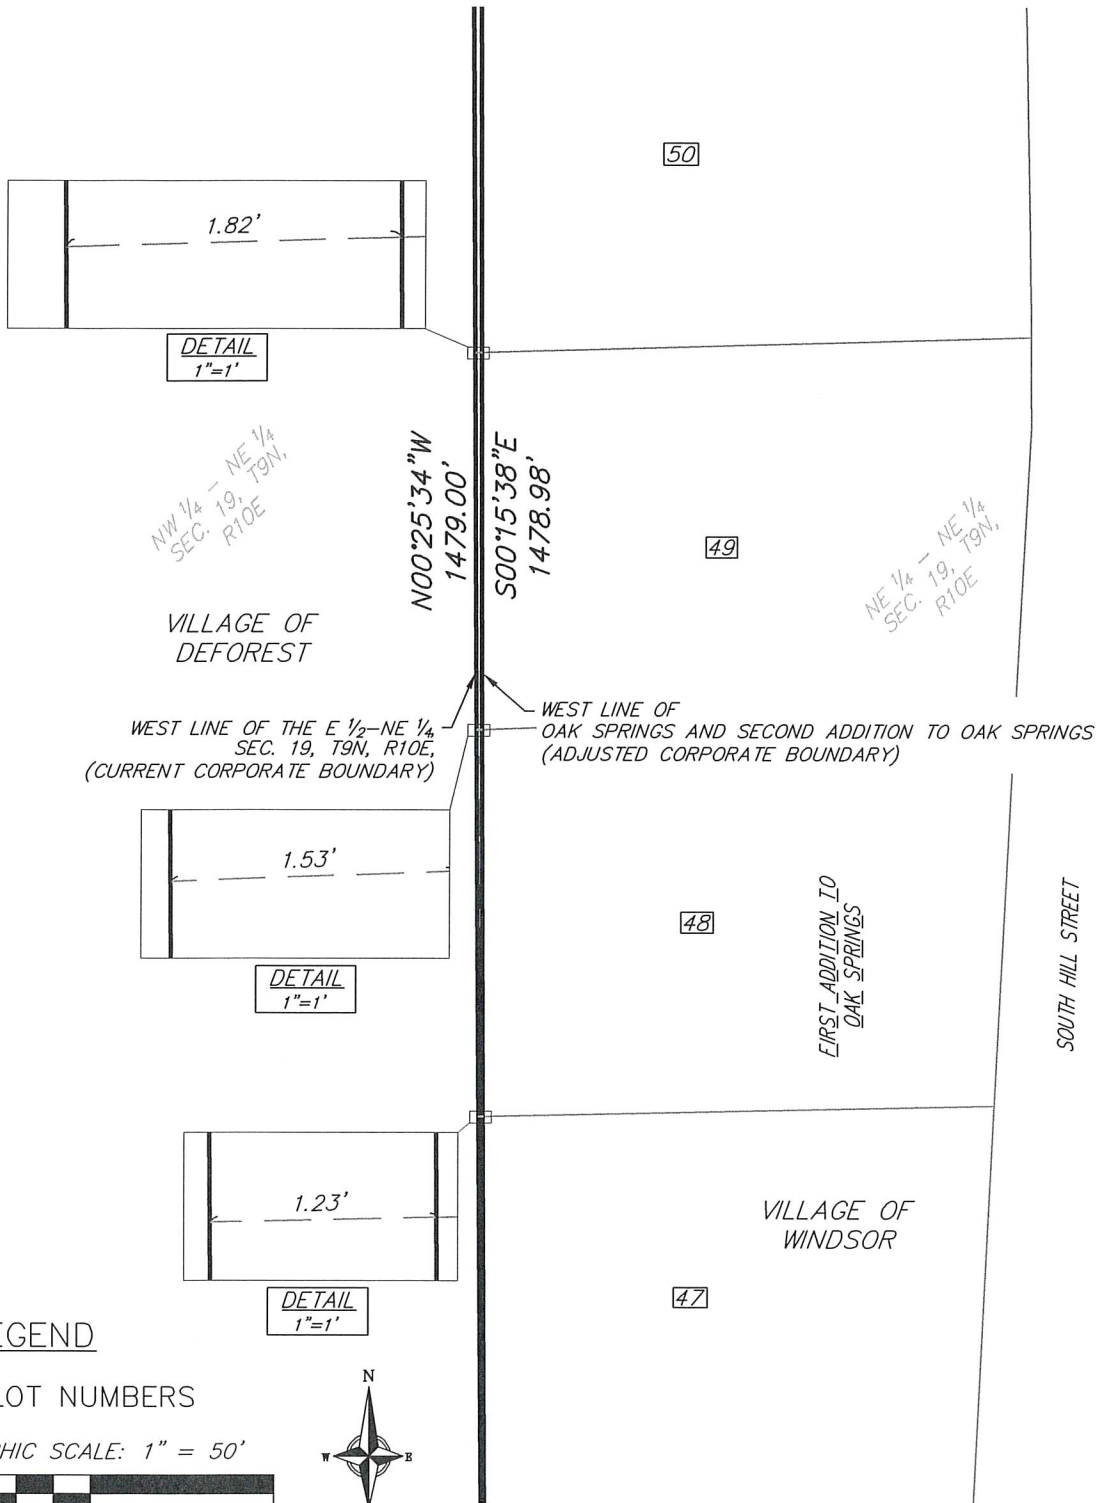 50
1.82'
DETAIL
1"=1'
NW 1/4 - NE 1/4
SEC. 19, T9N,
R10E
N00°25'34"W
1479.00'
S00°15'38"E
1478.98'
49
NE 1/4 - NE 1/4
SEC. 19, T9N,
R10E
VILLAGE OF
DEFOREST
WEST LINE OF THE E 1/2-NE 1/4,
SEC. 19, T9N, R10E,
(CURRENT CORPORATE BOUNDARY)
WEST LINE OF
OAK SPRINGS AND SECOND ADDITION TO OAK SPRINGS
(ADJUSTED CORPORATE BOUNDARY)
1.53'
DETAIL
1"=1'
48
FIRST ADDITION TO
OAK SPRINGS
SOUTH HILL STREET
1.23'
DETAIL
1"=1'
VILLAGE OF
WINDSOR
47
EGEND
LOT NUMBERS
HIC SCALE: 1" = 50'
N
W
E